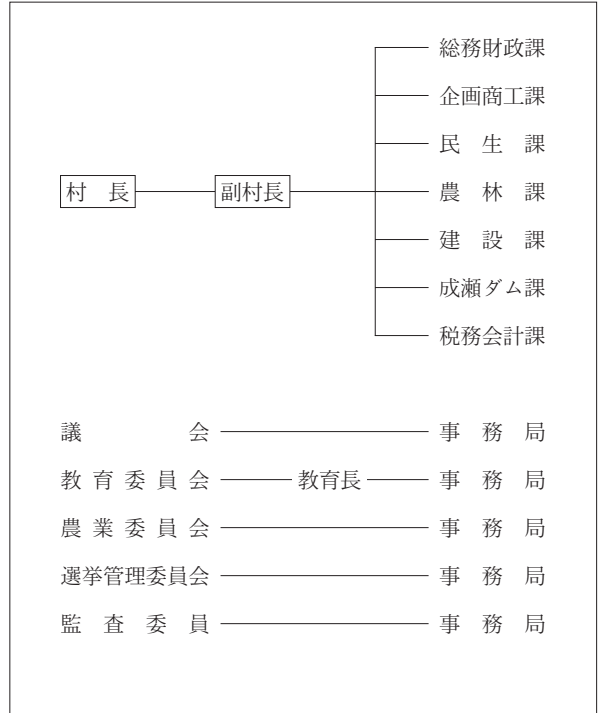 総務財政課
企画商工課
民生課
村長 副村長 農林課
建設課
成瀬ダム課
税務会計課
議会 事務局
教育委員会 教育長 事務局
農業委員会 事務局
選挙管理委員会 事務局
監査委員 事務局